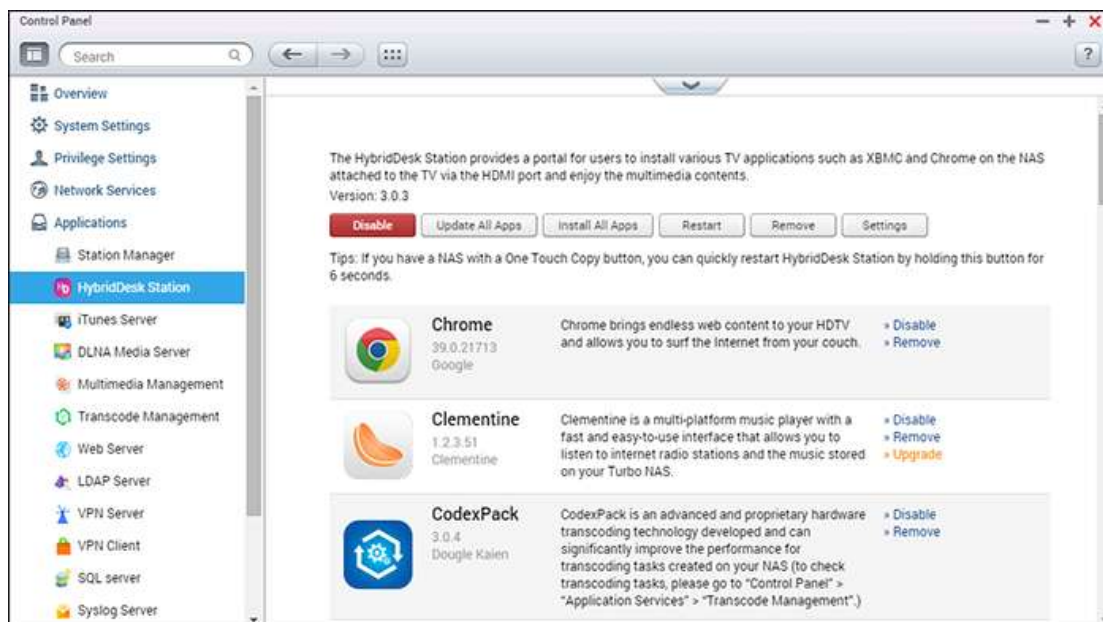 Control Panel
Search
?
Overview
System Settings
Privilege Settings
Network Services
Applications
Station Manager
HybridDesk Station
iTunes Server
DLNA Media Server
Multimedia Management
Transcode Management
Web Server
LDAP Server
VPN Server
VPN Client
SQL server
Syslog Server
The HybridDesk Station provides a portal for users to install various TV applications such as XBMC and Chrome on the NAS
attached to the TV via the HDMI port and enjoy the multimedia contents.
Version: 3.0.3
Disable Update All Apps Install All Apps Restart Remove Settings
Tips: If you have a NAS with a One Touch Copy button, you can quickly restart HybridDesk Station by holding this button for
6 seconds.
Chrome
39.0.21713
Google
Chrome brings endless web content to your HDTV
and allows you to surf the Internet from your couch.
» Disable
» Remove
Clementine
1.2.3.51
Clementine
Clementine is a multi-platform music player with a
fast and easy-to-use interface that allows you to
listen to internet radio stations and the music stored
on your Turbo NAS.
» Disable
» Remove
» Upgrade
CodexPack
3.0.4
Dougle Kaien
CodexPack is an advanced and proprietary hardware
transcoding technology developed and can
significantly improve the performance for
transcoding tasks created on your NAS (to check
transcoding tasks, please go to "Control Panel" >
"Application Services" > "Transcode Management".)
» Disable
» Remove